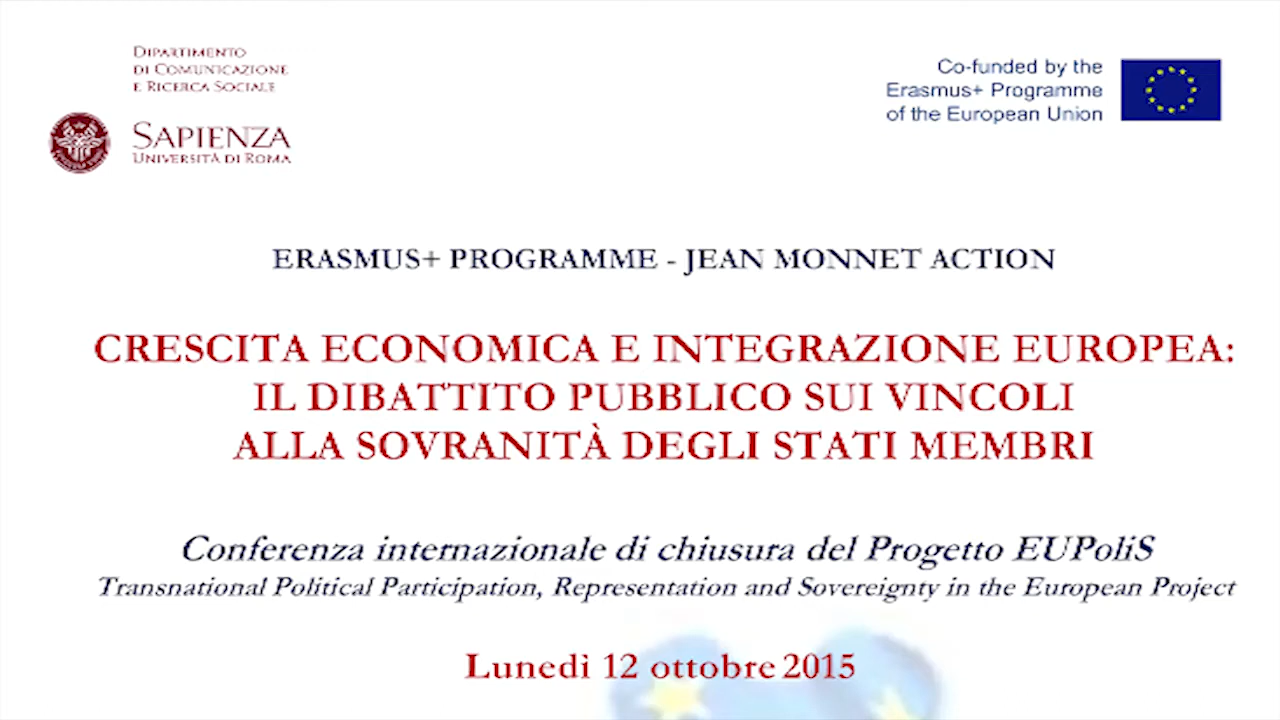 DIPARTIMENTO
DI COMUNICAZIONE
E RICERCA SOCIALE
SAPIENZA
UNIVERSITÀ DI ROMA
Co-funded by the
Erasmus+ Programme
of the European Union
ERASMUS+ PROGRAMME - JEAN MONNET ACTION
CRESCITA ECONOMICA E INTEGRAZIONE EUROPEA:
IL DIBATTITO PUBBLICO SUI VINCOLI
ALLA SOVRANITÀ DEGLI STATI MEMBRI
Conferenza internazionale di chiusura del Progetto EUPoliS
Transnational Political Participation, Representation and Sovereignty in the European Project
Lunedì 12 ottobre 2015